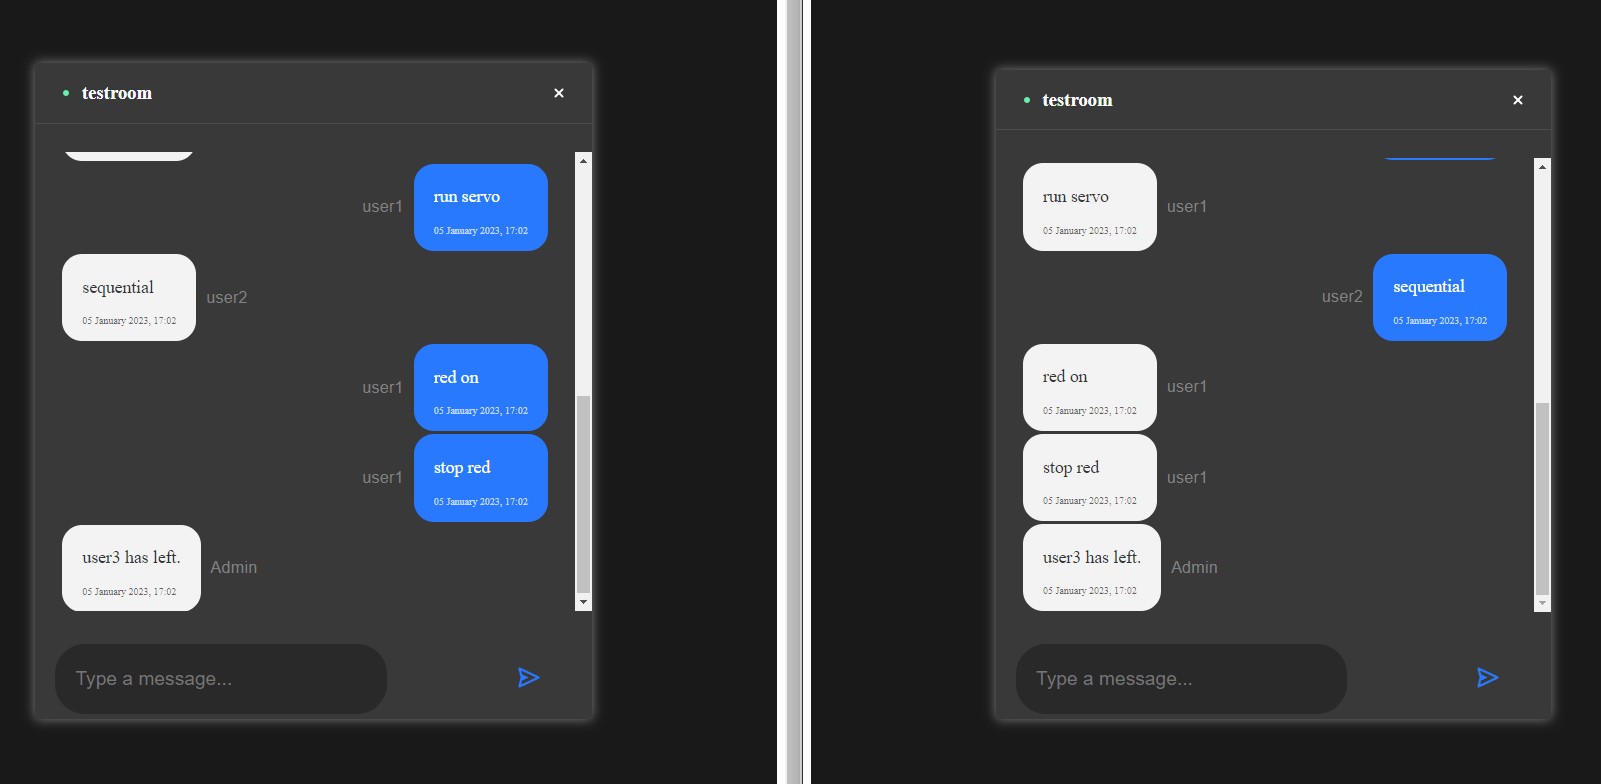 testroom
×
user1
run servo
05 January 2023, 17:02
sequential
05 January 2023, 17:02
user2
user1
red on
05 January 2023, 17:02
user1
stop red
05 January 2023, 17:02
user3 has left.
05 January 2023, 17:02
Admin
Type a message...
testroom
×
run servo
05 January 2023, 17:02
user1
user2
sequential
05 January 2023, 17:02
red on
05 January 2023, 17:02
user1
stop red
05 January 2023, 17:02
user1
user3 has left.
05 January 2023, 17:02
Admin
Type a message...